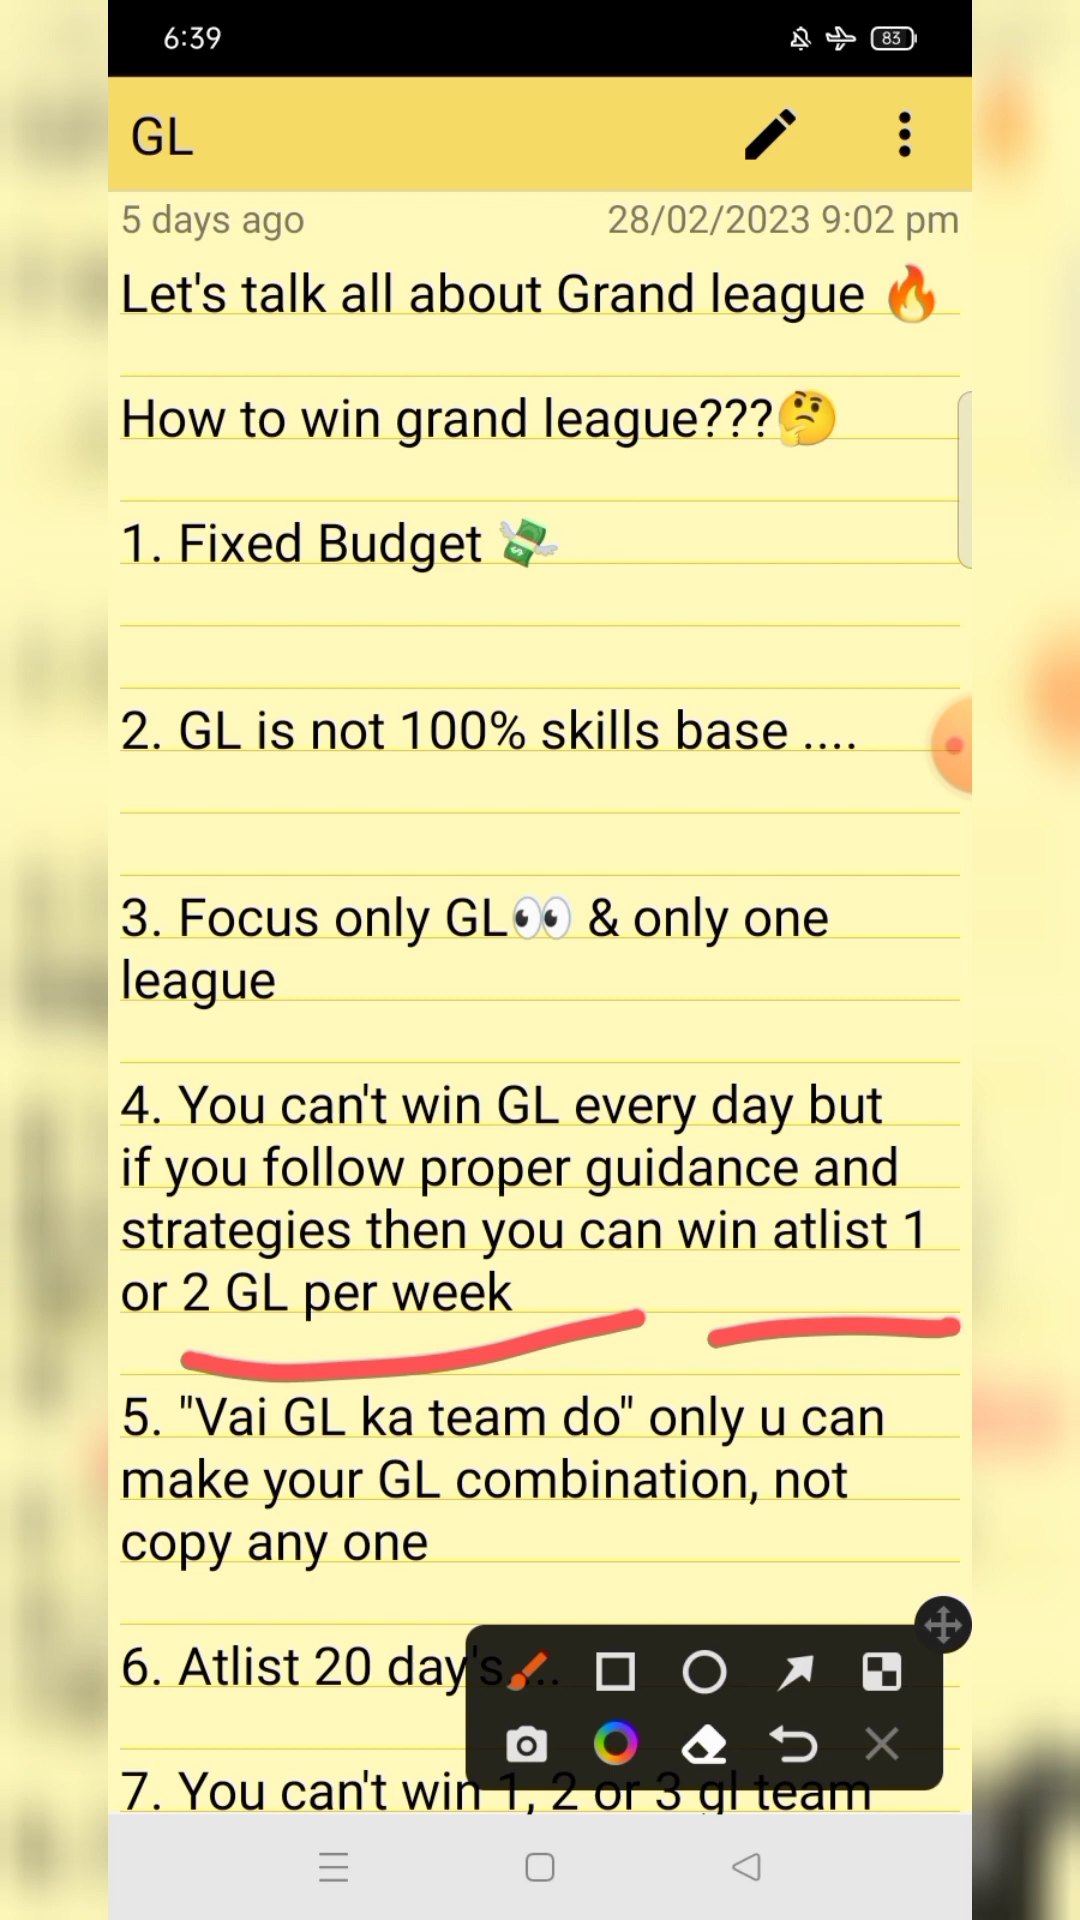 6:39
83
GL
5 days ago 28/02/2023 9:02 pm
Let's talk all about Grand league 🔥
How to win grand league???🤔
1. Fixed Budget 💸
2. GL is not 100% skills base ....
3. Focus only GL👀 & only one
league
4. You can't win GL every day but
if you follow proper guidance and
strategies then you can win atlist 1
or 2 GL per week
5. "Vai GL ka team do" only u can
make your GL combination, not
copy any one
6. Atlist 20 day's....
7. You can't win 1, 2 or 3 gl team